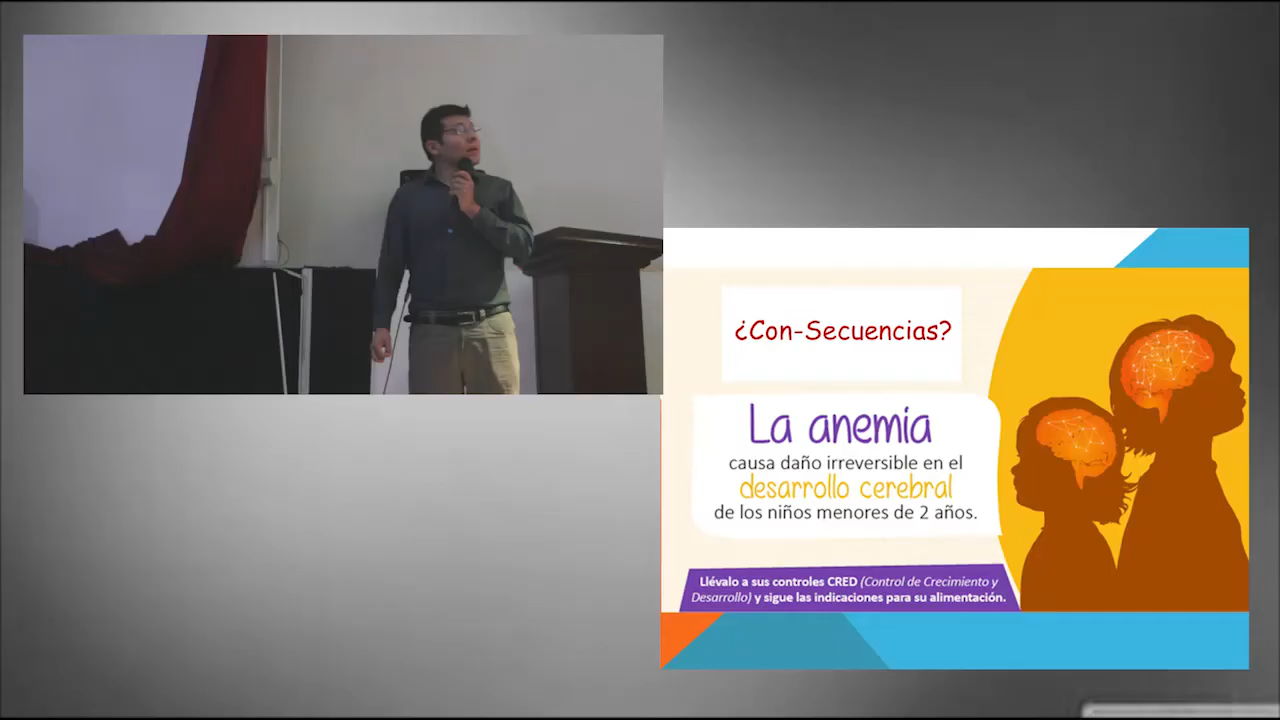 ¿Con-Secuencias?
La anemia
causa daño irreversible en el
desarrollo cerebral
de los niños menores de 2 años.
Llévalo a sus controles CRED (Control de Crecimiento y
Desarrollo) y sigue las indicaciones para su alimentación.